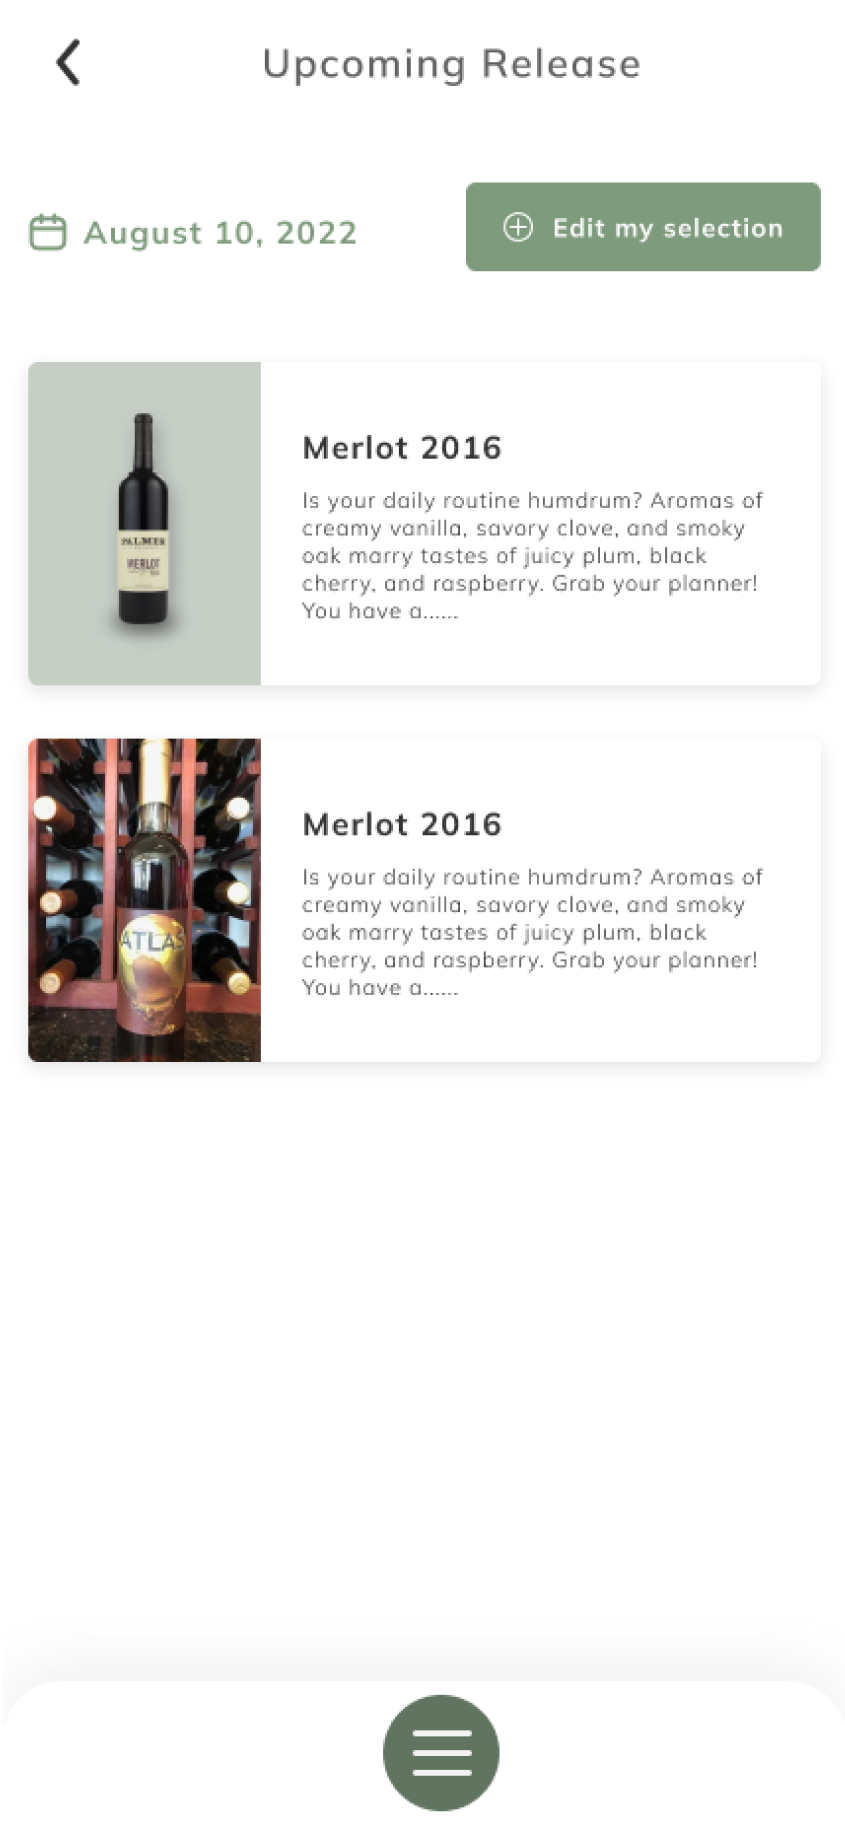 Upcoming Release
August 10, 2022
Edit my selection
PALMER
MERLOT
Merlot 2016
Is your daily routine humdrum? Aromas of
creamy vanilla, savory clove, and smoky
oak marry tastes of juicy plum, black
cherry, and raspberry. Grab your planner!
You have a......
ATLAS
Merlot 2016
Is your daily routine humdrum? Aromas of
creamy vanilla, savory clove, and smoky
oak marry tastes of juicy plum, black
cherry, and raspberry. Grab your planner!
You have a......